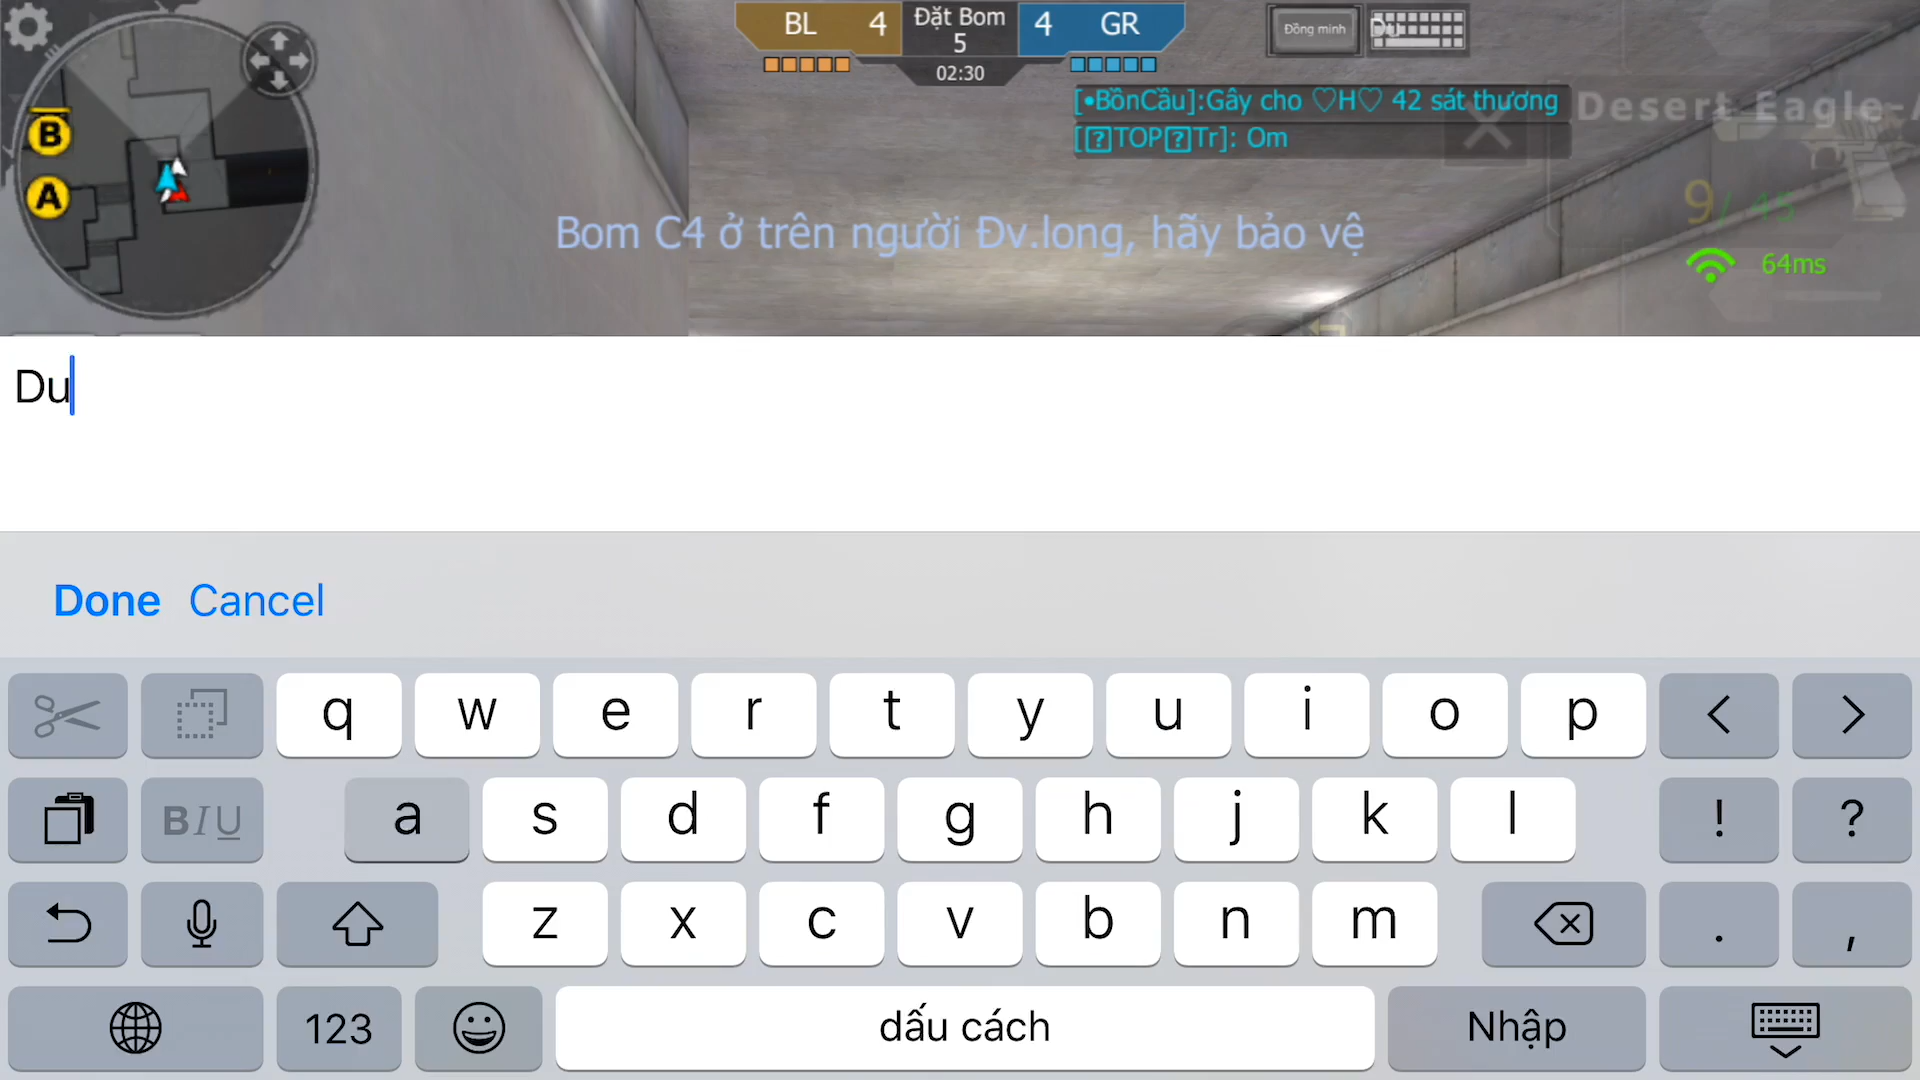 BL 4 Đặt Bom 4 GR
5
02:30
Đồng minh
Du
B
A
[•BồnCầu]:Gây cho ♡H♡ 42 sát thương
[⍰TOP⍰Tr]: Om
Desert Eagle-
9/ 45
64ms
Bom C4 ở trên người Đv.long, hãy bảo vệ
Du
Done Cancel
q w e r t y u i o p < >
B I U a s d f g h j k l ! ?
z x c v b n m . ,
123 dấu cách Nhập